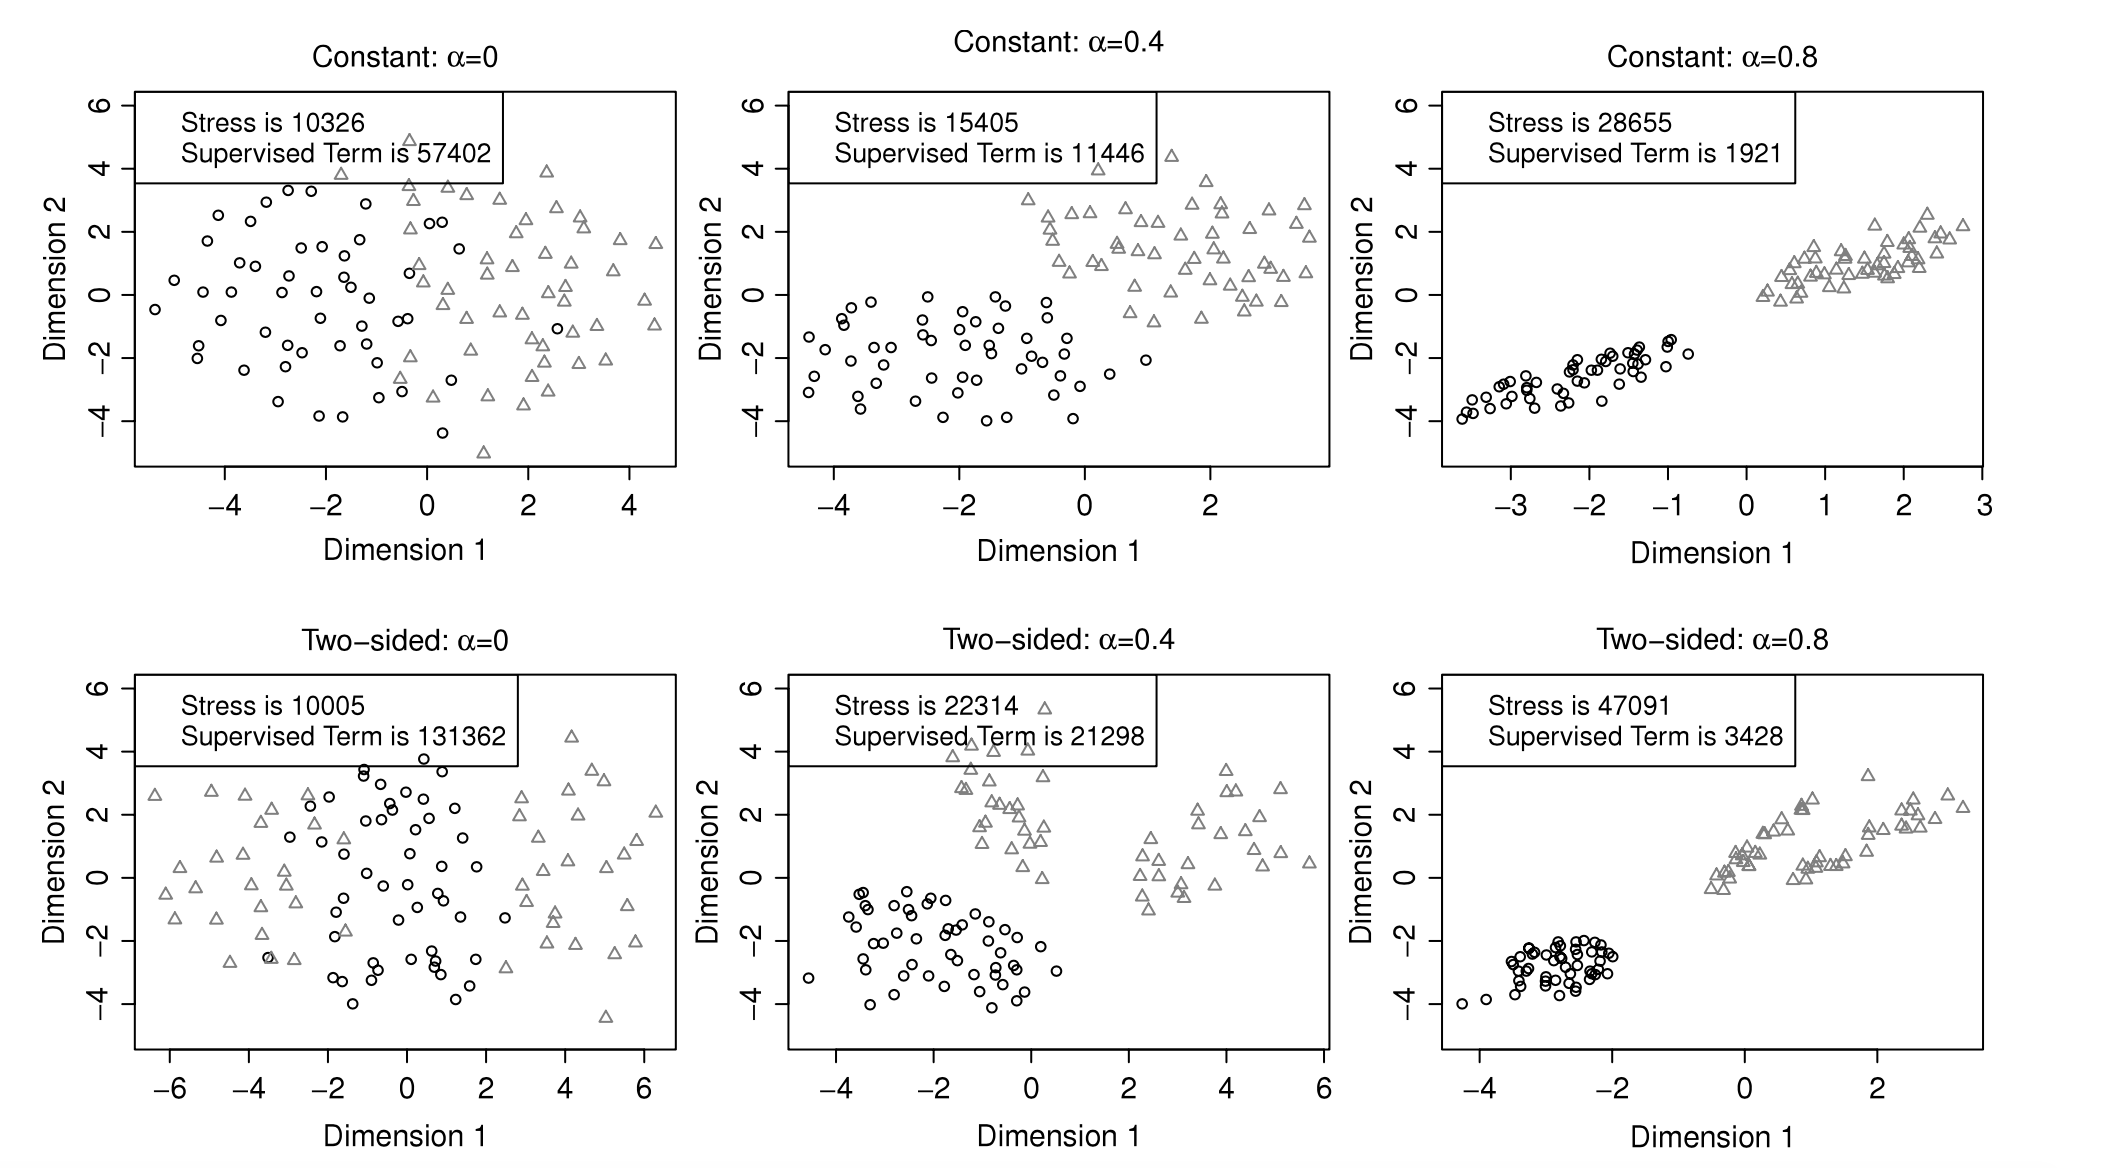 Constant: α=0
Stress is 10326
Supervised Term is 57402
Dimension 2
6
4
2
0
−2
−4
−4
−2
0
2
4
Dimension 1
Constant: α=0.4
Stress is 15405
Supervised Term is 11446
Dimension 2
6
4
2
0
−2
−4
−4
−2
0
2
Dimension 1
Constant: α=0.8
Stress is 28655
Supervised Term is 1921
Dimension 2
6
4
2
0
−2
−4
−3
−2
−1
0
1
2
3
Dimension 1
Two−sided: α=0
Stress is 10005
Supervised Term is 131362
Dimension 2
6
4
2
0
−2
−4
−6
−4
−2
0
2
4
6
Dimension 1
Two−sided: α=0.4
Stress is 22314
Supervised Term is 21298
Dimension 2
6
4
2
0
−2
−4
−4
−2
0
2
4
6
Dimension 1
Two−sided: α=0.8
Stress is 47091
Supervised Term is 3428
Dimension 2
6
4
2
0
−2
−4
−4
−2
0
2
Dimension 1